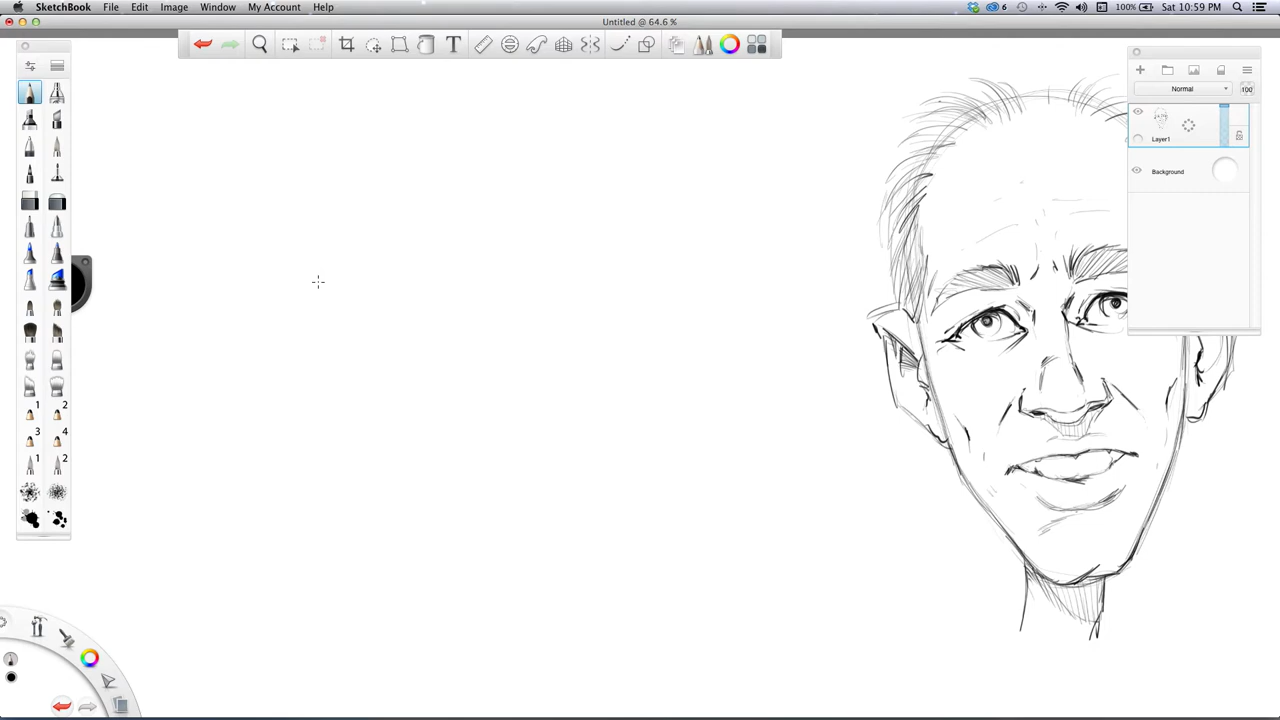 SketchBook File Edit Image Window My Account Help
6 100% Sat 10:59 PM
Untitled @ 64.6 %
T
Normal 100
Layer1
Background
1 2
3 4
1 2